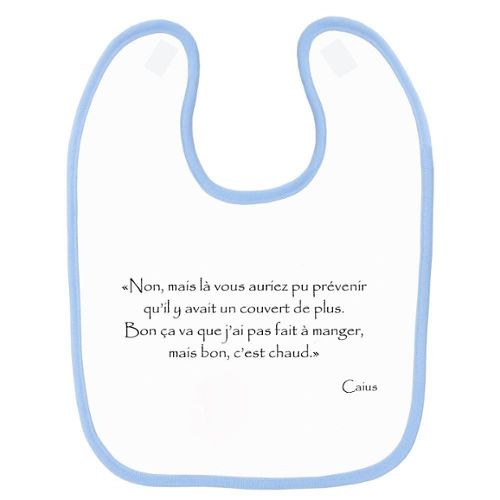 «Non, mais là vous auriez pu prévenir
qu'il y avait un couvert de plus.
Bon ça va que j'ai pas fait à manger,
mais bon, c'est chaud.»
Caius